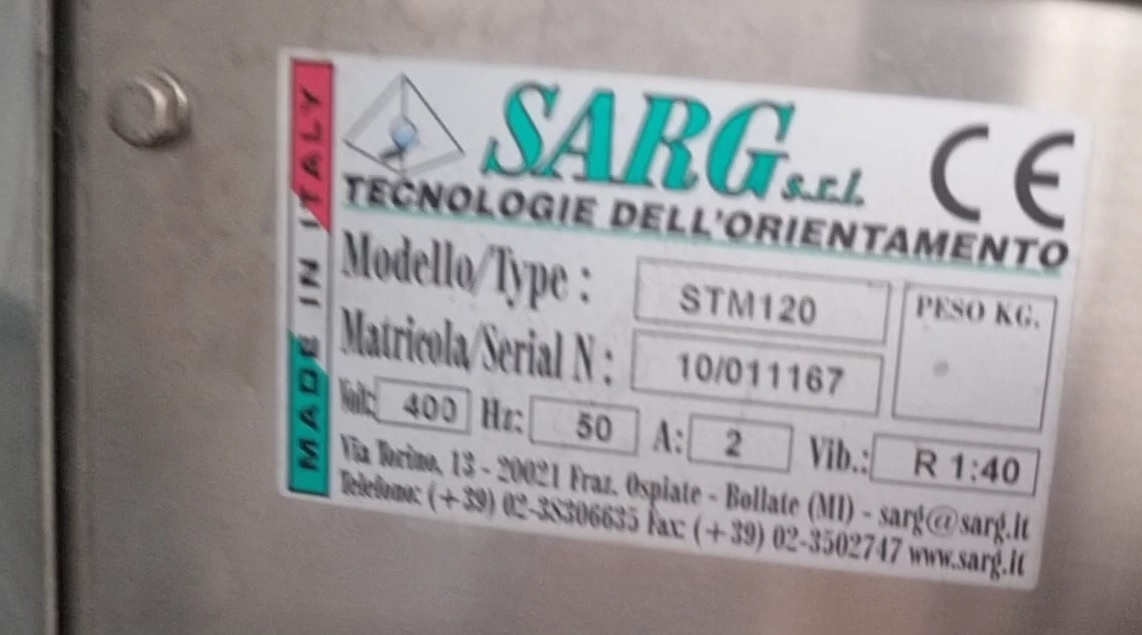 MADE IN ITALY
SARG s.r.l.
CE
TECNOLOGIE DELL'ORIENTAMENTO
Modello/Type : STM120
PESO KG.
Matricola/Serial N : 10/011167
Volt: 400 Hz: 50 A: 2 Vib.: R 1:40
Via Torino, 13 - 20021 Fraz. Ospiate - Bollate (MI) - sarg@sarg.it
Telefono: (+39) 02-38306635 Fax: (+39) 02-3502747 www.sarg.it